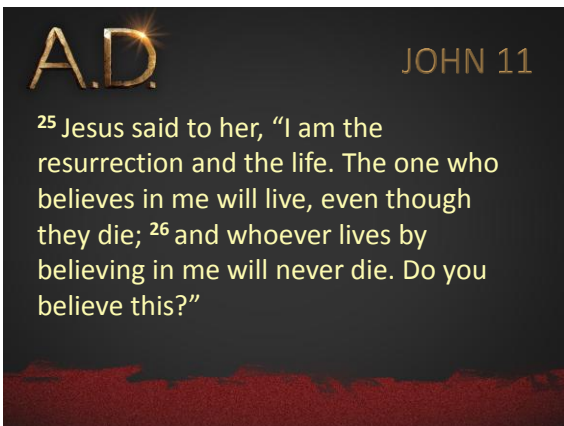 A.D.
JOHN 11
25 Jesus said to her, “I am the
resurrection and the life. The one who
believes in me will live, even though
they die; 26 and whoever lives by
believing in me will never die. Do you
believe this?”